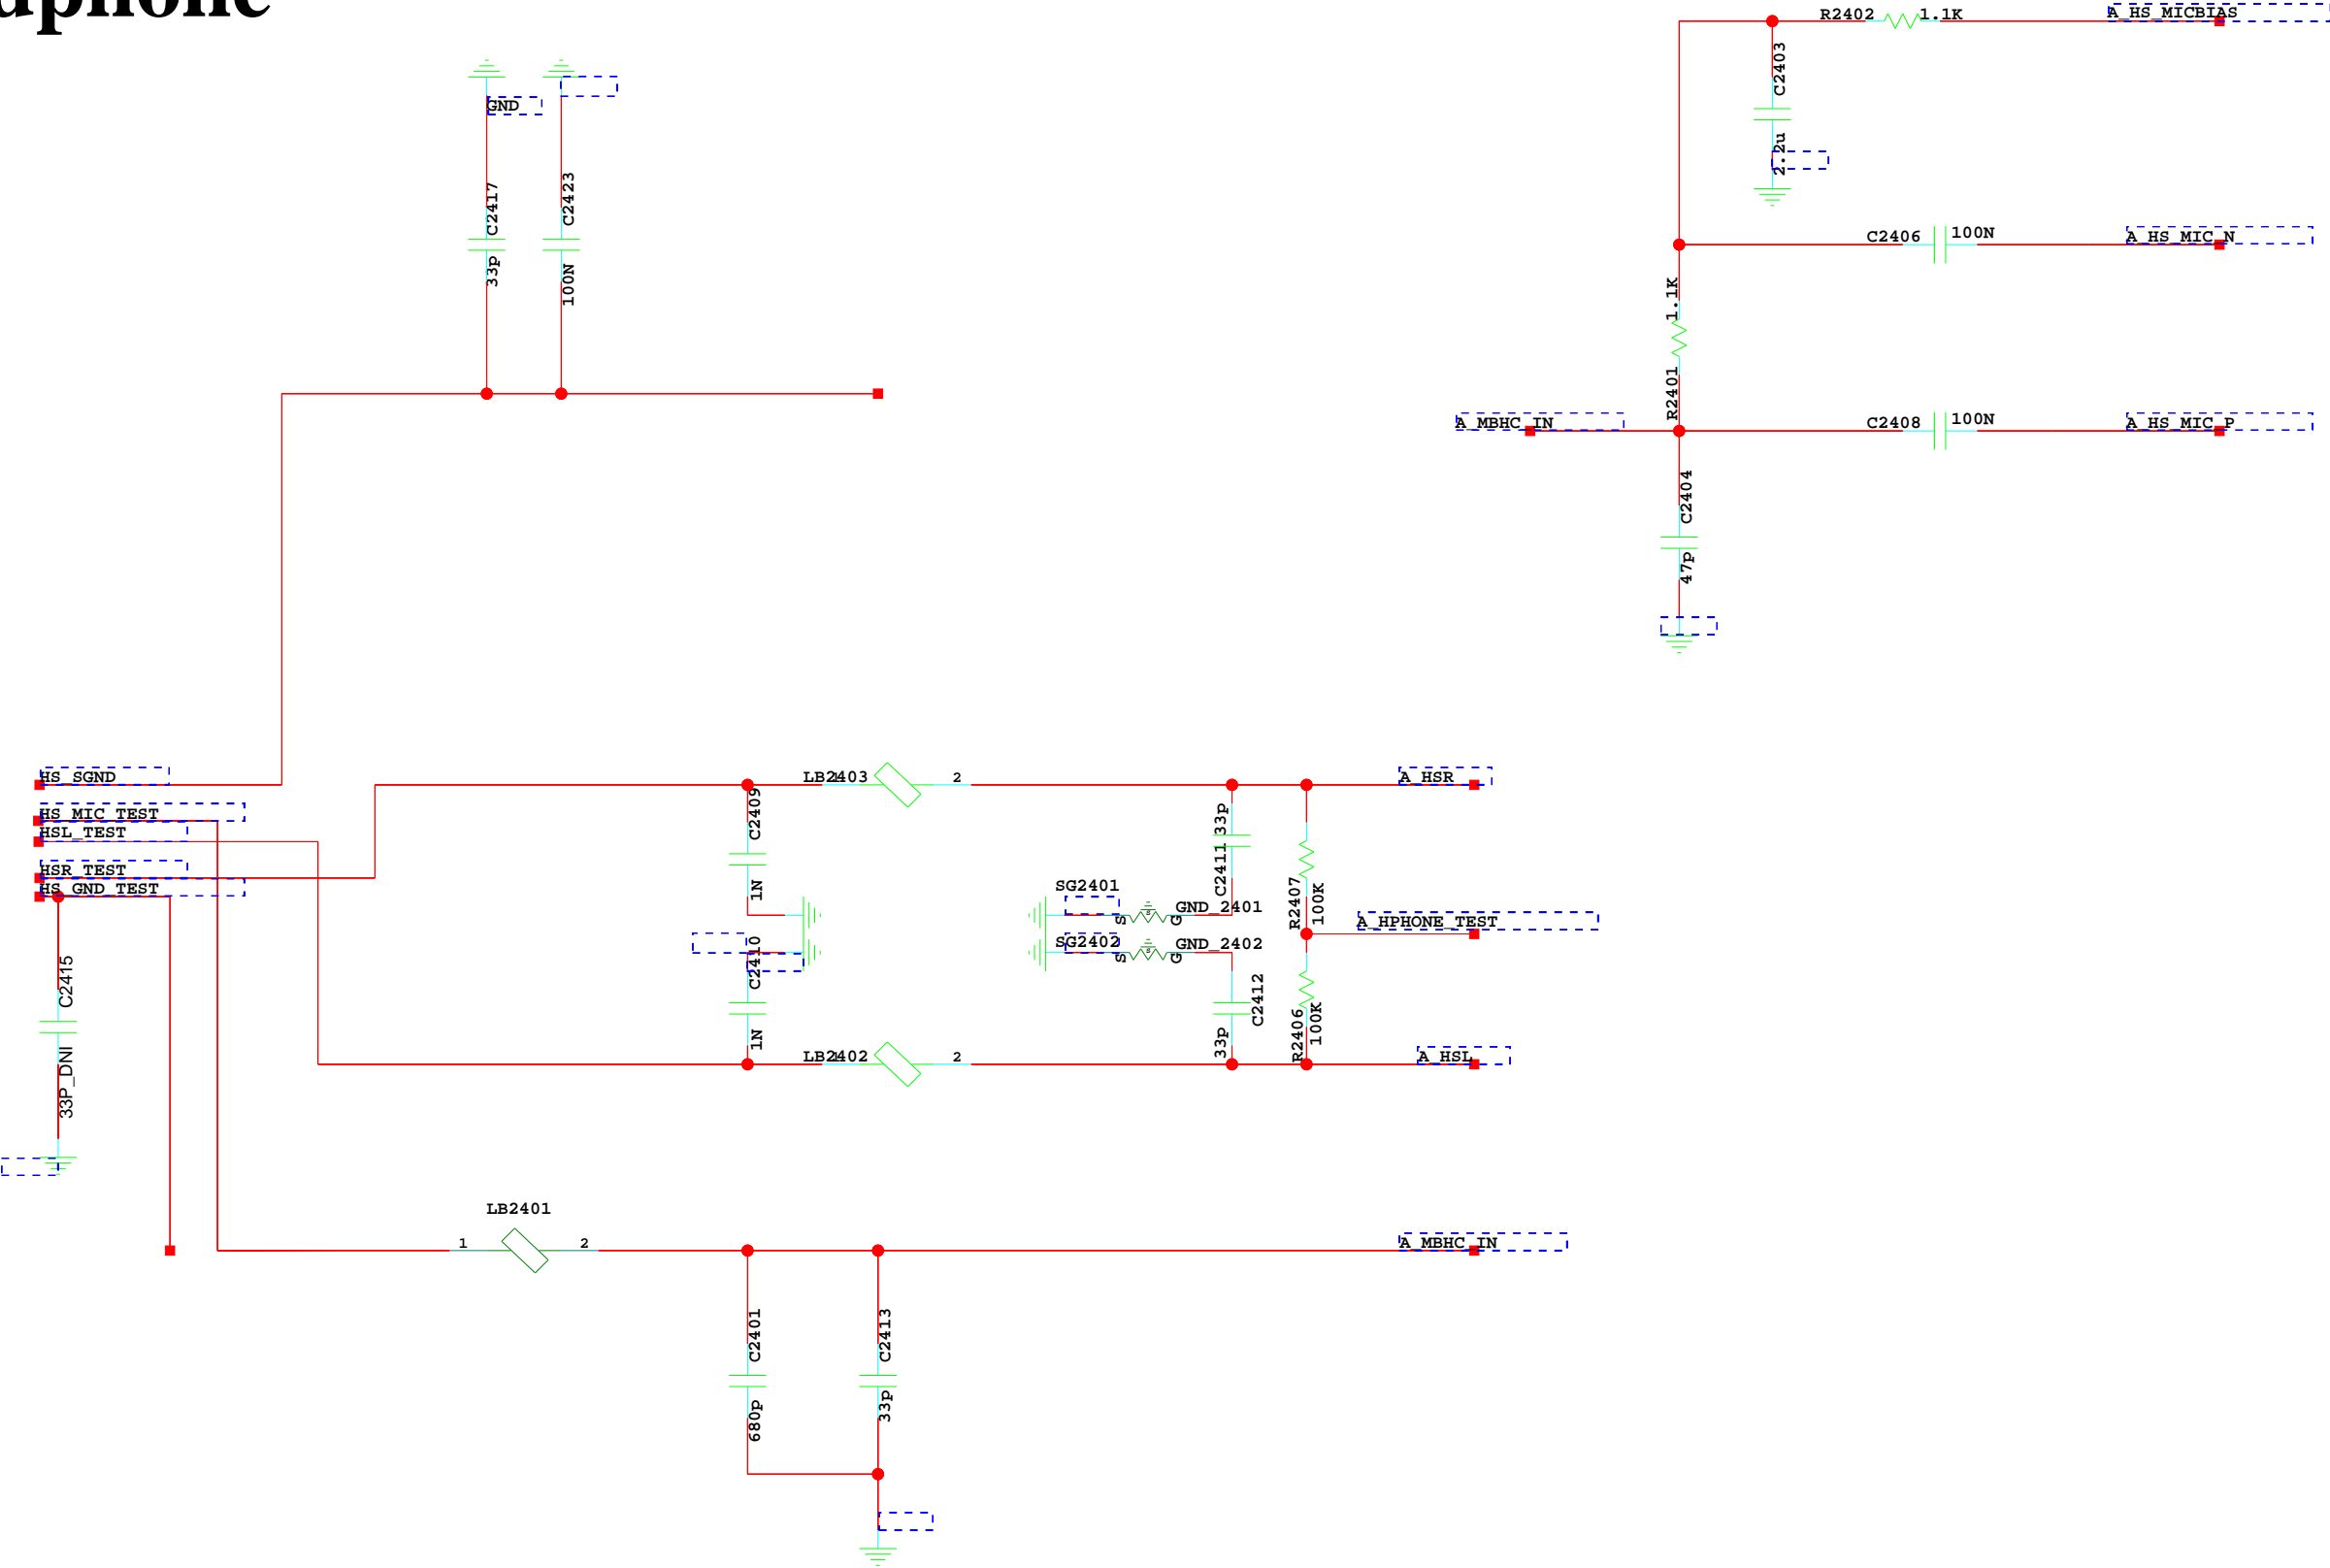 R2402
1.1K
A_HS_MICBIAS
C2403
2.2u
GND
C2417
33p
C2423
100N
C2406
100N
A_HS_MIC_N
1.1K
R2401
A_MBHC_IN
C2408
100N
A_HS_MIC_P
C2404
47p
HS_SGND
HS_MIC_TEST
HSL_TEST
HSR_TEST
HS_GND_TEST
C2409
1N
LB2403
1
2
A_HSR
33p
C2411
SG2401
S
G
GND_2401
R2407
100K
A_HPHONE_TEST
SG2402
S
G
GND_2402
C2410
1N
C2412
33p
R2406
100K
C2415
33P_DNI
LB2402
1
2
A_HSL
LB2401
1
2
A_MBHC_IN
C2401
680p
C2413
33p